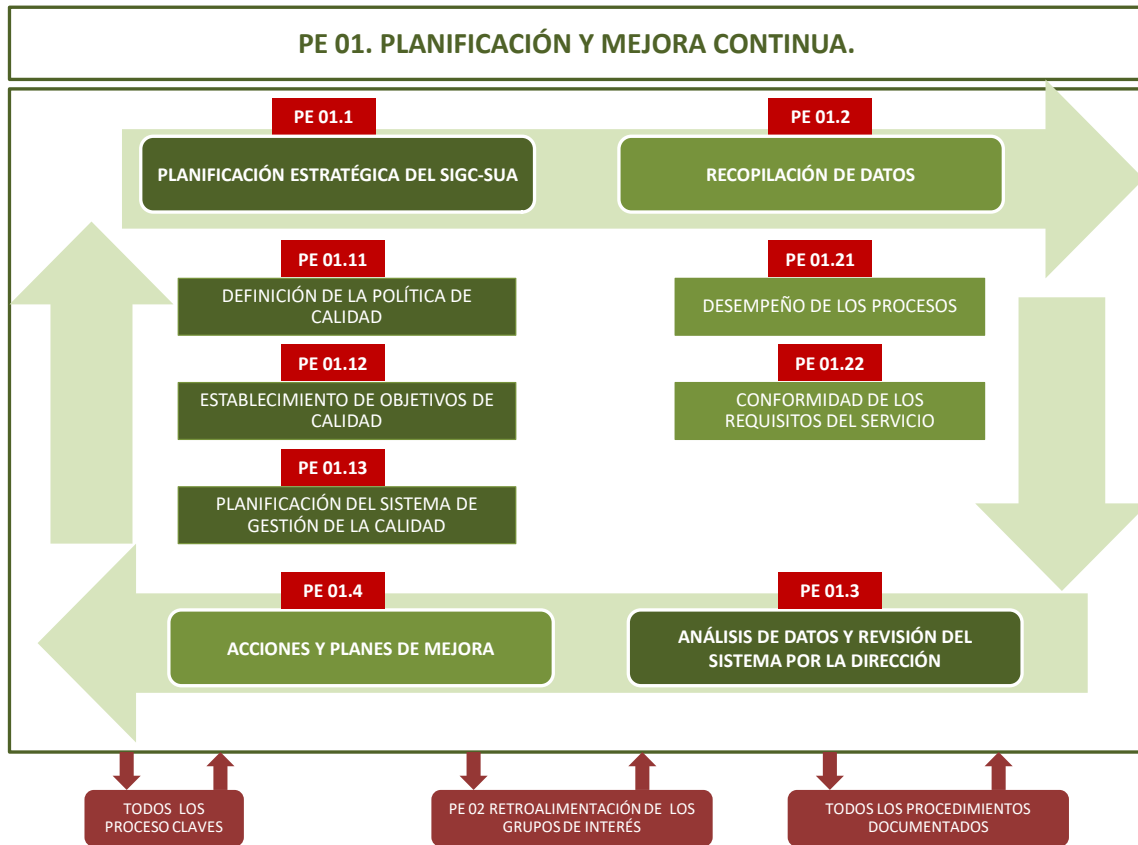 PE 01. PLANIFICACIÓN Y MEJORA CONTINUA.
PE 01.1
PLANIFICACIÓN ESTRATÉGICA DEL SIGC-SUA
PE 01.2
RECOPILACIÓN DE DATOS
PE 01.11
DEFINICIÓN DE LA POLÍTICA DE
CALIDAD
PE 01.21
DESEMPEÑO DE LOS PROCESOS
PE 01.12
ESTABLECIMIENTO DE OBJETIVOS DE
CALIDAD
PE 01.22
CONFORMIDAD DE LOS
REQUISITOS DEL SERVICIO
PE 01.13
PLANIFICACIÓN DEL SISTEMA DE
GESTIÓN DE LA CALIDAD
PE 01.4
ACCIONES Y PLANES DE MEJORA
PE 01.3
ANÁLISIS DE DATOS Y REVISIÓN DEL
SISTEMA POR LA DIRECCIÓN
TODOS LOS
PROCESO CLAVES
PE 02 RETROALIMENTACIÓN DE LOS
GRUPOS DE INTERÉS
TODOS LOS PROCEDIMIENTOS
DOCUMENTADOS